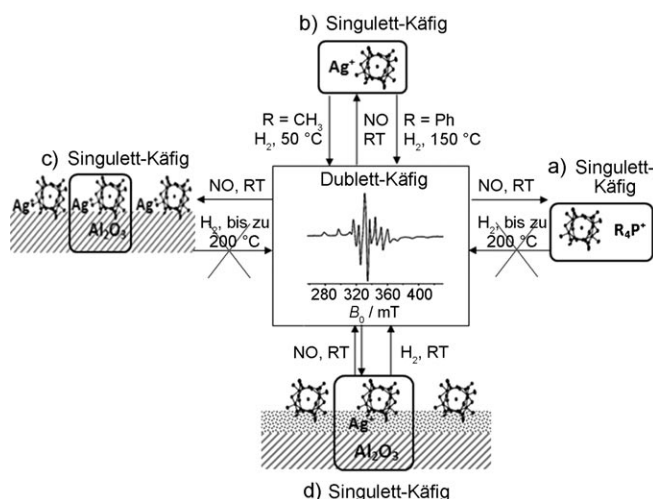 b) Singulett-Käfig
Ag⁺
R = CH₃
H₂, 50 °C
NO
RT
R = Ph
H₂, 150 °C
c) Singulett-Käfig
Ag⁺ Ag⁺ Ag⁺
Al₂O₃
NO, RT
H₂, bis zu
200 °C
Dublett-Käfig
280 320 360 400
B₀ / mT
NO, RT
H₂, bis zu
200 °C
a) Singulett-
Käfig
R₄P⁺
NO, RT
H₂, RT
Ag⁺
Al₂O₃
d) Singulett-Käfig